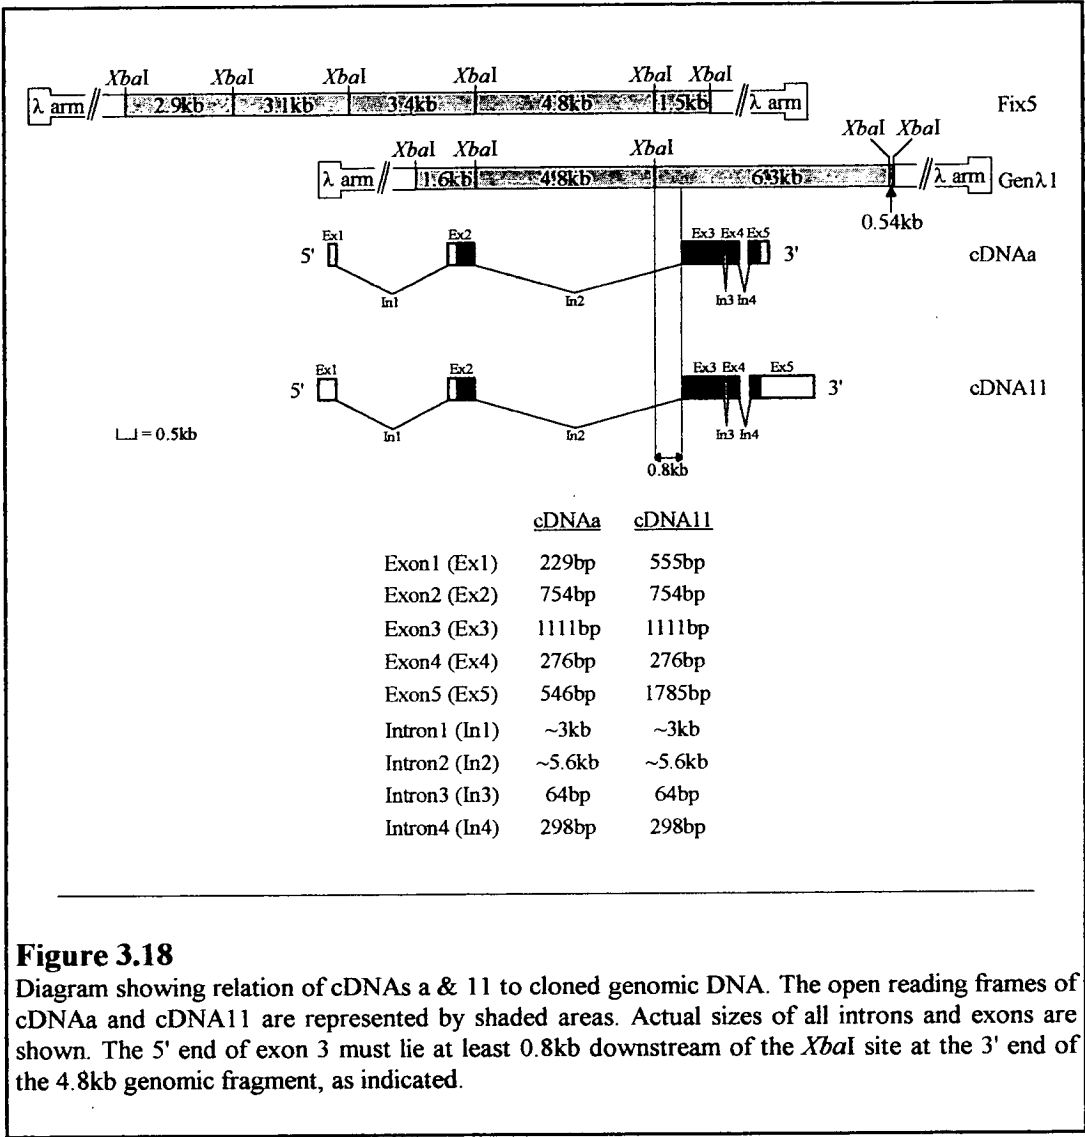 XbaI XbaI XbaI XbaI XbaI XbaI
λ arm 2.9kb 3.1kb 3.4kb 4.8kb 1.5kb λ arm Fix5
XbaI XbaI
XbaI XbaI XbaI
λ arm 1.6kb 4.8kb 6.3kb λ arm Genλ1
0.54kb
Ex1 Ex2 Ex3 Ex4 Ex5
5' 3' cDNAa
In1 In2 In3 In4
Ex1 Ex2 Ex3 Ex4 Ex5
5' 3' cDNA11
In1 In2 In3 In4
= 0.5kb
0.8kb
cDNAa cDNA11
Exon1 (Ex1) 229bp 555bp
Exon2 (Ex2) 754bp 754bp
Exon3 (Ex3) 1111bp 1111bp
Exon4 (Ex4) 276bp 276bp
Exon5 (Ex5) 546bp 1785bp
Intron1 (In1) ~3kb ~3kb
Intron2 (In2) ~5.6kb ~5.6kb
Intron3 (In3) 64bp 64bp
Intron4 (In4) 298bp 298bp
Figure 3.18
Diagram showing relation of cDNAs a & 11 to cloned genomic DNA. The open reading frames of
cDNAa and cDNA11 are represented by shaded areas. Actual sizes of all introns and exons are
shown. The 5' end of exon 3 must lie at least 0.8kb downstream of the XbaI site at the 3' end of
the 4.8kb genomic fragment, as indicated.